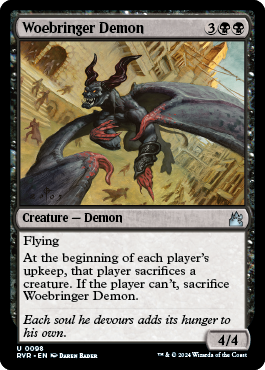 Woebringer Demon 3
Creature — Demon
Flying
At the beginning of each player's
upkeep, that player sacrifices a
creature. If the player can't, sacrifice
Woebringer Demon.
Each soul he devours adds its hunger to
his own.
4/4
U 0098
RVR • EN Daren Bader
™ & © 2024 Wizards of the Coast